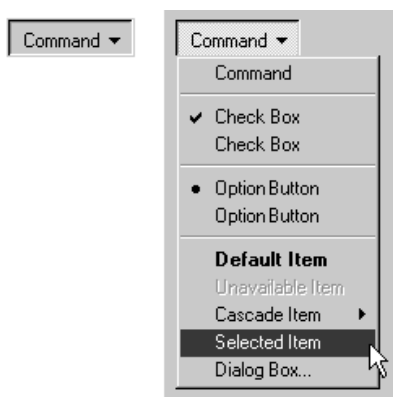 Command
Command
Command
Check Box
Check Box
Option Button
Option Button
Default Item
Unavailable Item
Cascade Item
Selected Item
Dialog Box...